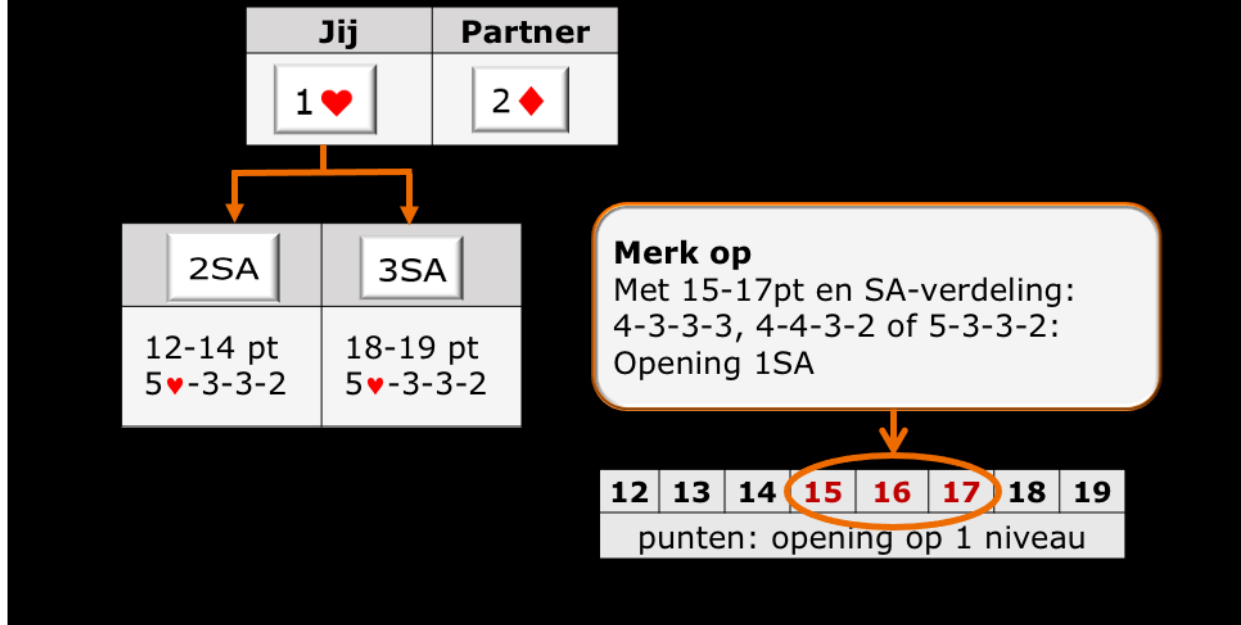 Jij Partner
1♥ 2♦
2SA 3SA
12-14 pt 18-19 pt
5♥-3-3-2 5♥-3-3-2
Merk op
Met 15-17pt en SA-verdeling:
4-3-3-3, 4-4-3-2 of 5-3-3-2:
Opening 1SA
12 13 14 15 16 17 18 19
punten: opening op 1 niveau